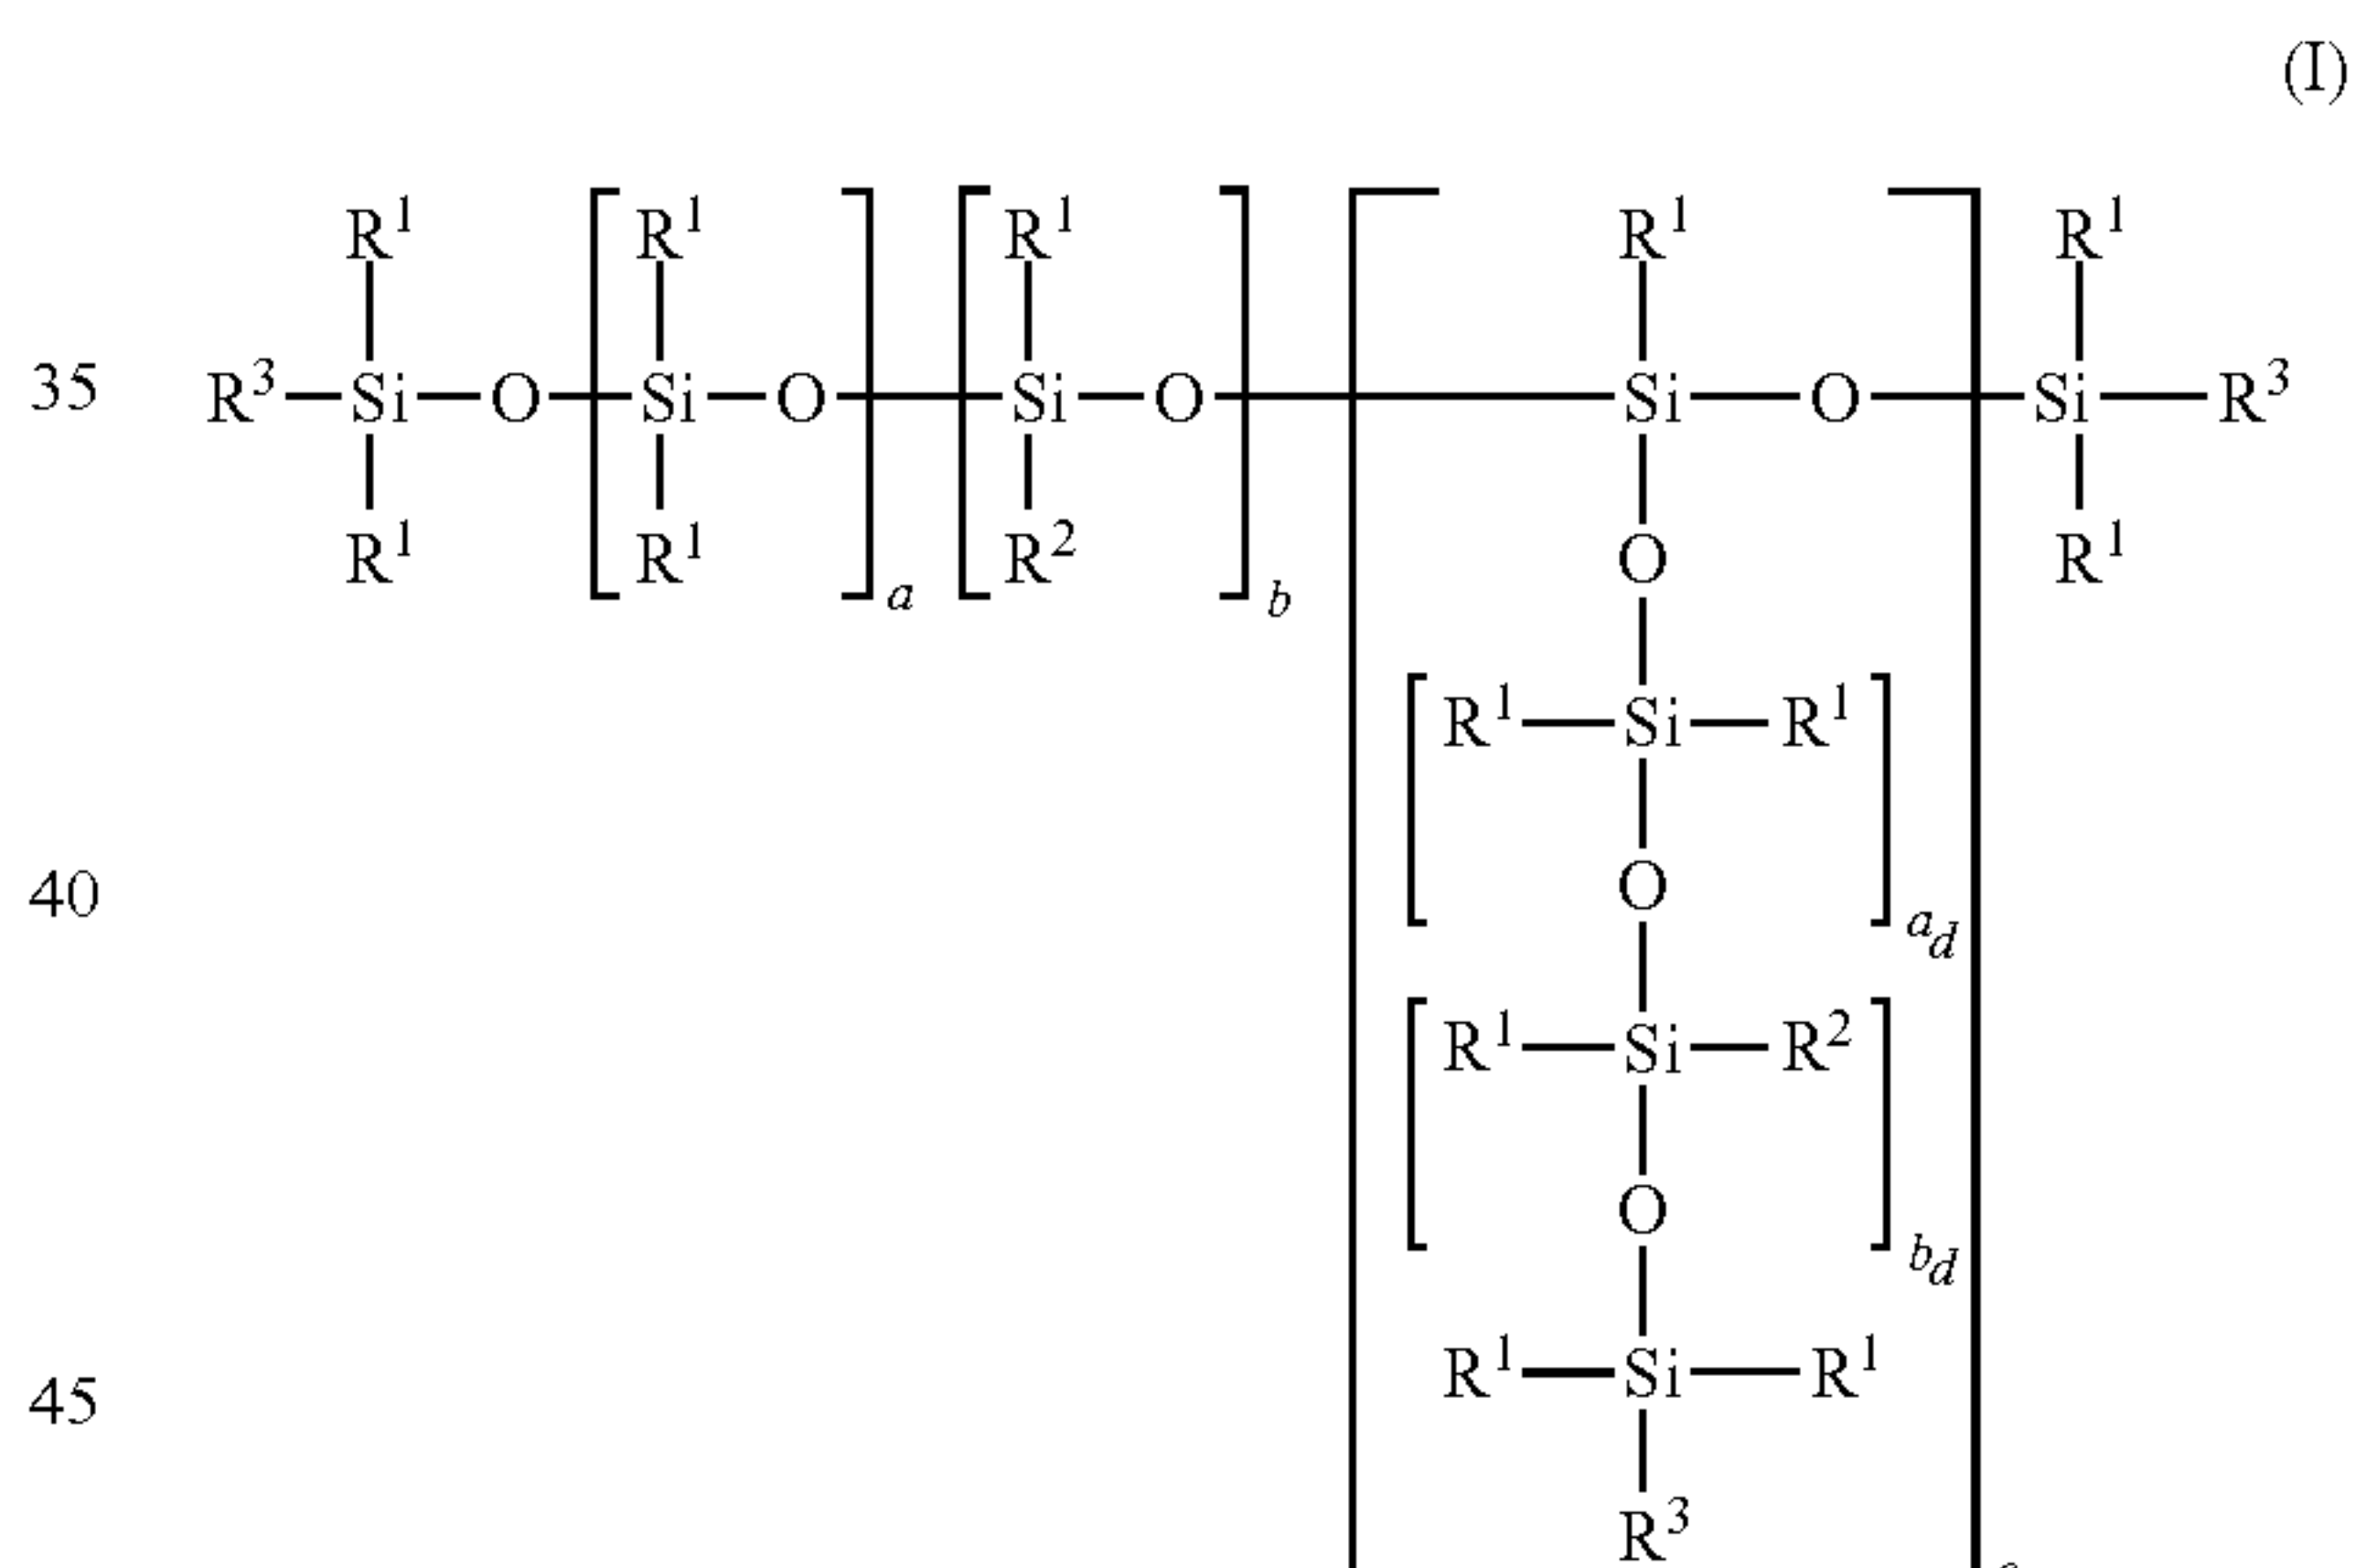 (I)
R1 R1 R1 R1 R1
35 R3 Si O Si O Si O Si O Si R3
R1 R1 a R2 b O R1
R1 Si R1
40 O ad
R1 Si R2
O bd
45 R1 Si R1
R3